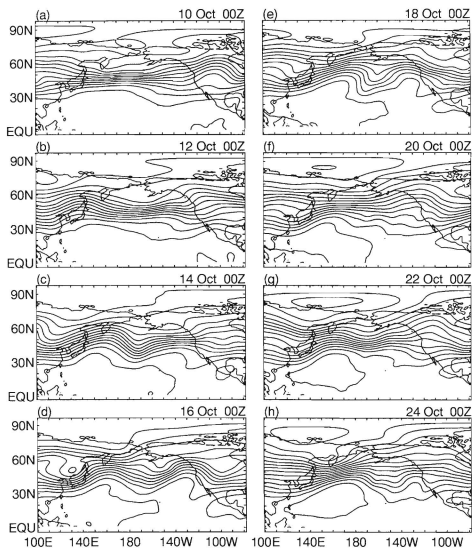 (a) 10 Oct 00Z
90N
60N
30N
EQU
(b) 12 Oct 00Z
90N
60N
30N
EQU
(c) 14 Oct 00Z
90N
60N
30N
EQU
(d) 16 Oct 00Z
90N
60N
30N
EQU
100E 140E 180 140W 100W
(e) 18 Oct 00Z
(f) 20 Oct 00Z
(g) 22 Oct 00Z
(h) 24 Oct 00Z
100E 140E 180 140W 100W